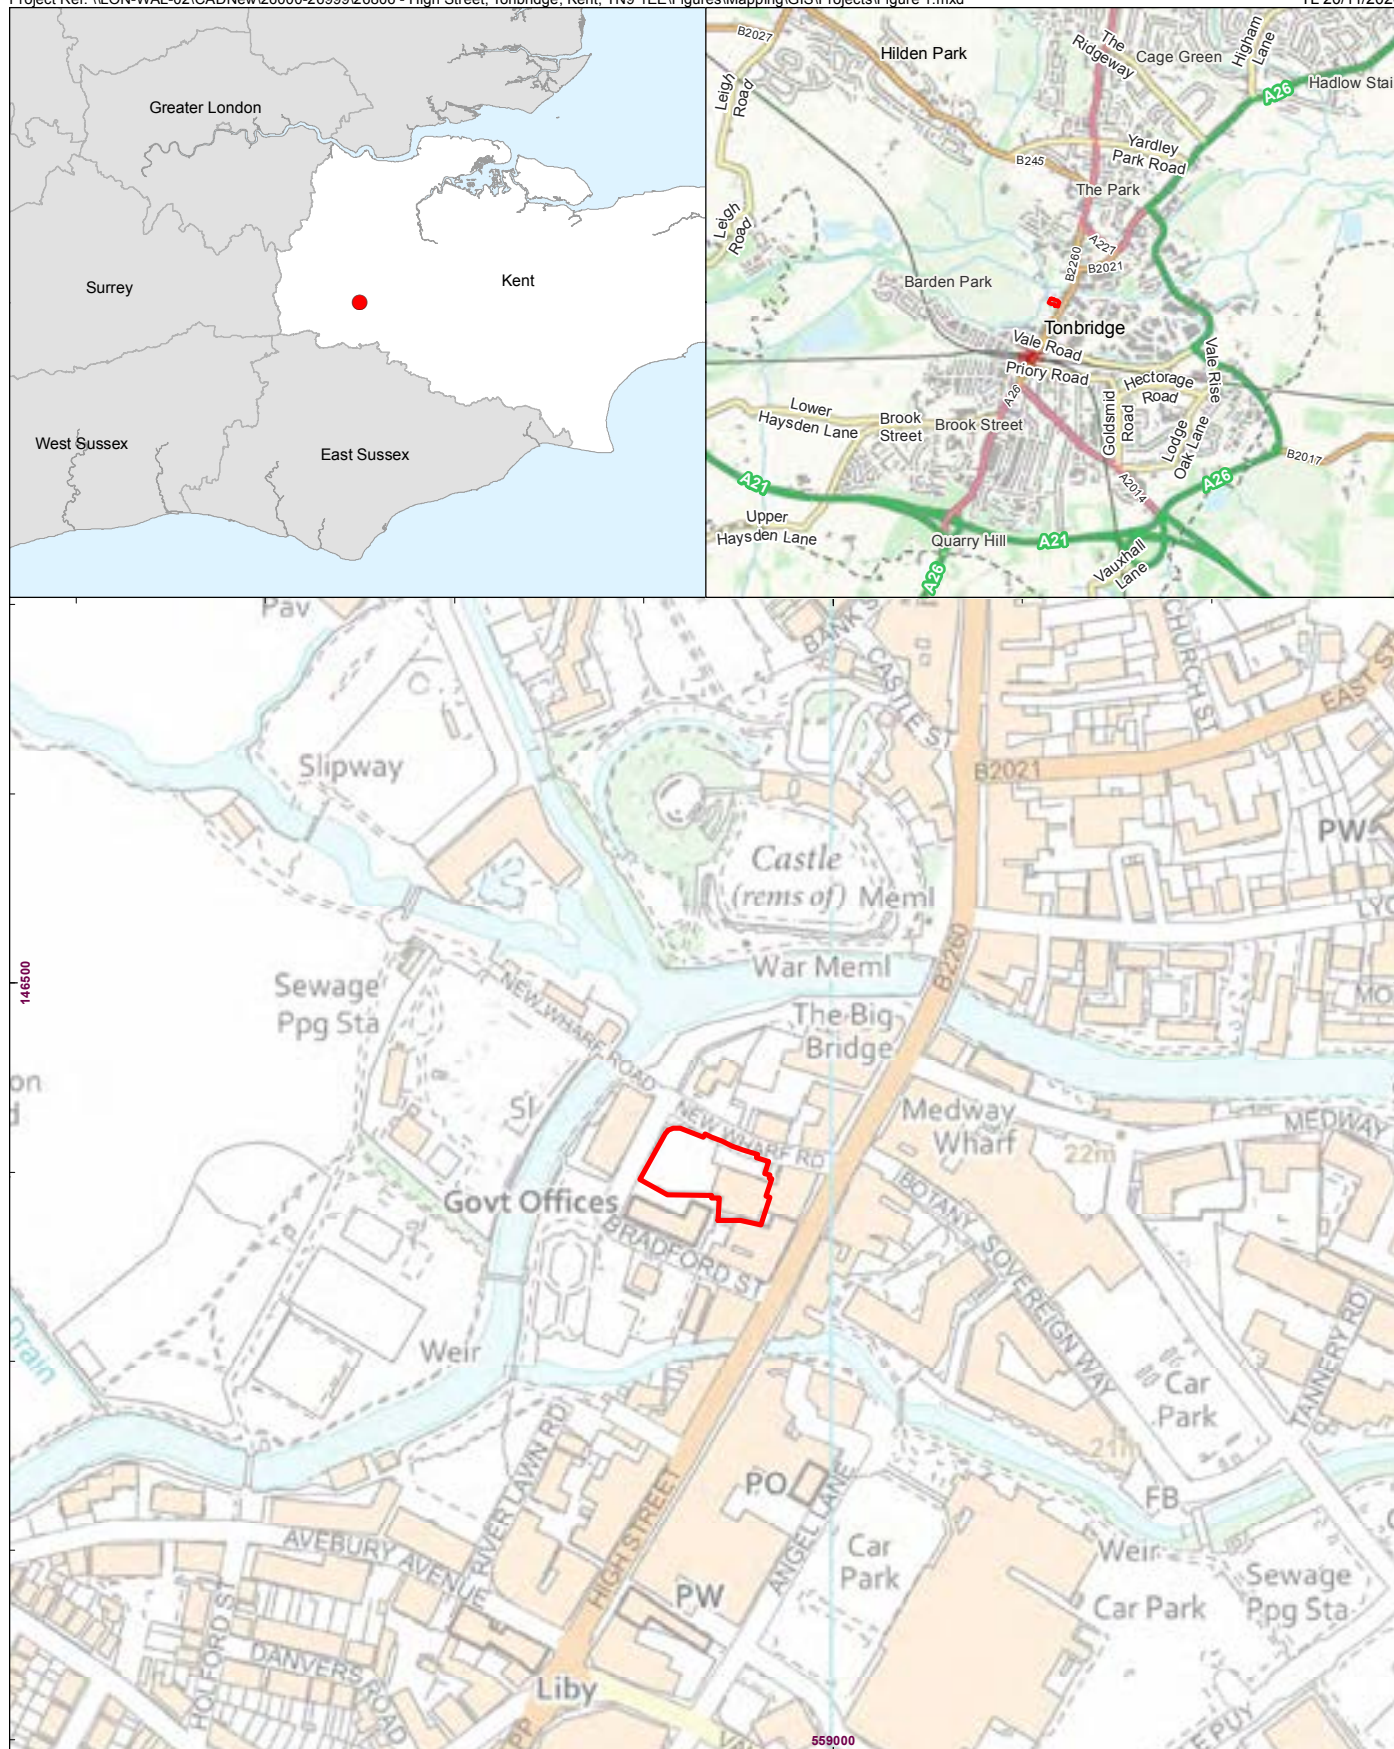 Greater London
Surrey
Kent
West Sussex
East Sussex
B2027
Hilden Park
The
Ridgeway
Cage Green
Higham
Lane
A26
Leigh
Road
Yardley
Park Road
B245
The Park
Leigh
Road
A227
B2260
B2021
Barden Park
Tonbridge
Vale Road
Priory Road
Vale Rise
Hectorage
Road
A26
Goldsmid
Road
Lodge
Oak Lane
Lower
Haysden Lane
Brook
Street
Brook Street
B2017
A21
A2014
A26
Upper
Haysden Lane
Quarry Hill
A21
Vauxhall
Lane
A26
Pav
CASTLE ST
CHURCH ST
EAST ST
Slipway
B2021
PW
Castle
(rems of)
Meml
146500
Sewage
Ppg Sta
War Meml
B2260
NEW WHARF ROAD
The Big
Bridge
Sl
NEW WHARF RD
Medway
Wharf
MEDWAY
22m
Govt Offices
BRADFORD ST
BOTANY
SOVEREIGN WAY
Drain
Weir
Car
Park
TANNERY RD
21m
RIVER LAWN RD
HIGH STREET
PO
ANGEL LANE
FB
AVEBURY AVENUE
Car
Park
Weir
Sewage
Ppg Sta
PW
Car Park
HOLFORD ST
DANVERS ROAD
Liby
559000